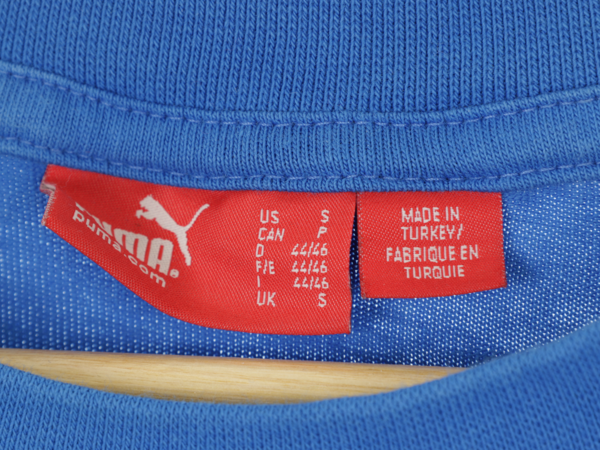 PUMA®
puma.com
US S
CAN P
D 44/46
F/E 44/46
I 44/46
UK S
MADE IN
TURKEY/
FABRIQUE EN
TURQUIE